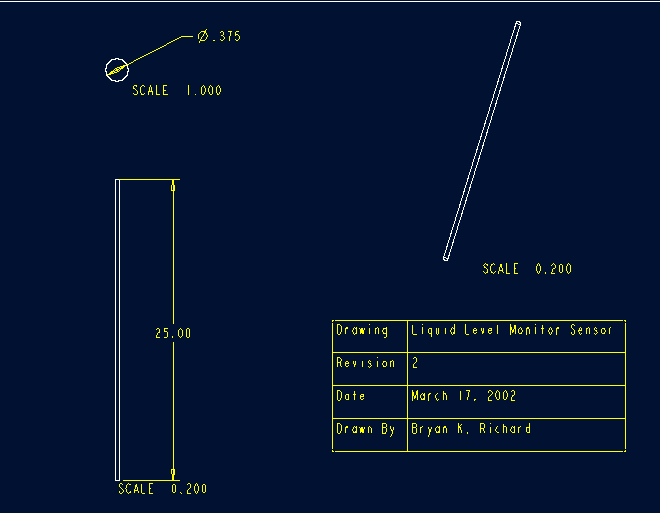 Ø.375
SCALE 1.000
SCALE 0.200
25.00
SCALE 0.200
Drawing Liquid Level Monitor Sensor
Revision 2
Date March 17, 2002
Drawn By Bryan K. Richard